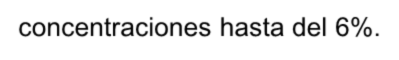 concentraciones hasta del 6%.